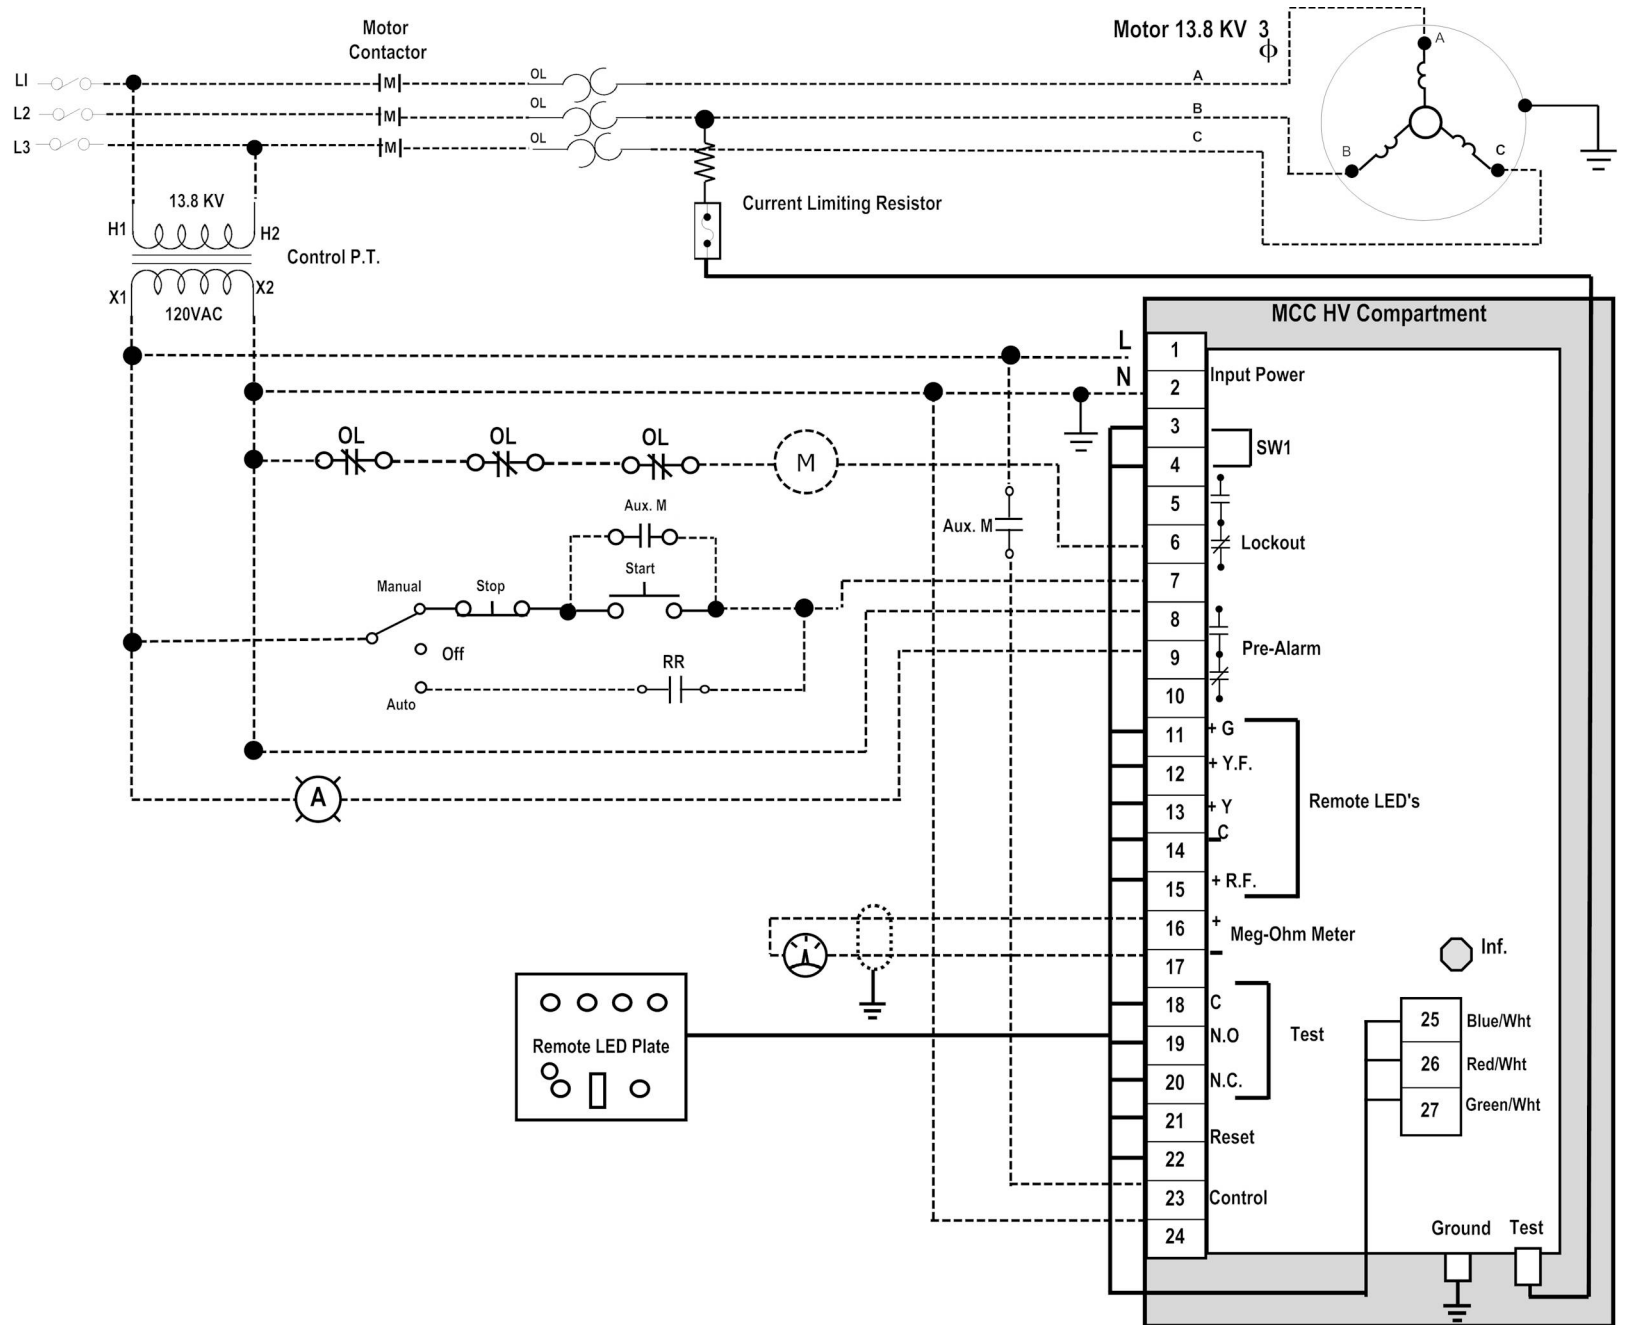 Motor
Contactor
Motor 13.8 KV 3 ϕ
L1
L2
L3
M
M
M
OL
OL
OL
A
B
C
A
B
C
13.8 KV
H1
H2
Control P.T.
X1
X2
120VAC
Current Limiting Resistor
MCC HV Compartment
L
N
1
2
3
4
5
6
7
8
9
10
11
12
13
14
15
16
17
18
19
20
21
22
23
24
Input Power
SW1
Lockout
Pre-Alarm
+ G
+ Y.F.
+ Y
C
-
+ R.F.
Remote LED's
+
Meg-Ohm Meter
-
C
N.O
N.C.
Test
Reset
Control
OL
OL
OL
M
Aux. M
Aux. M
Start
Manual
Stop
Off
Auto
RR
A
Remote LED Plate
Inf.
25 Blue/Wht
26 Red/Wht
27 Green/Wht
Ground
Test